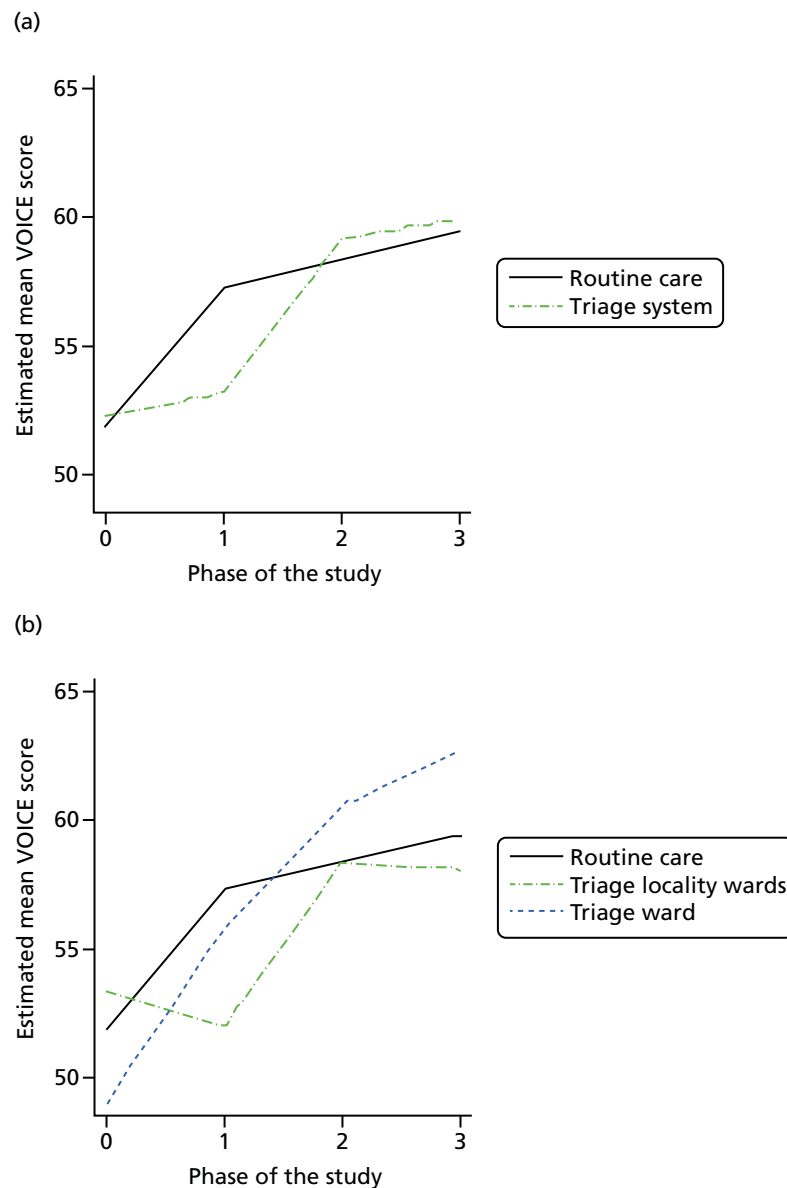 (a)
65
60
55
50
Estimated mean VOICE score
0 1 2 3
Phase of the study
Routine care
Triage system
(b)
65
60
55
50
Estimated mean VOICE score
0 1 2 3
Phase of the study
Routine care
Triage locality wards
Triage ward